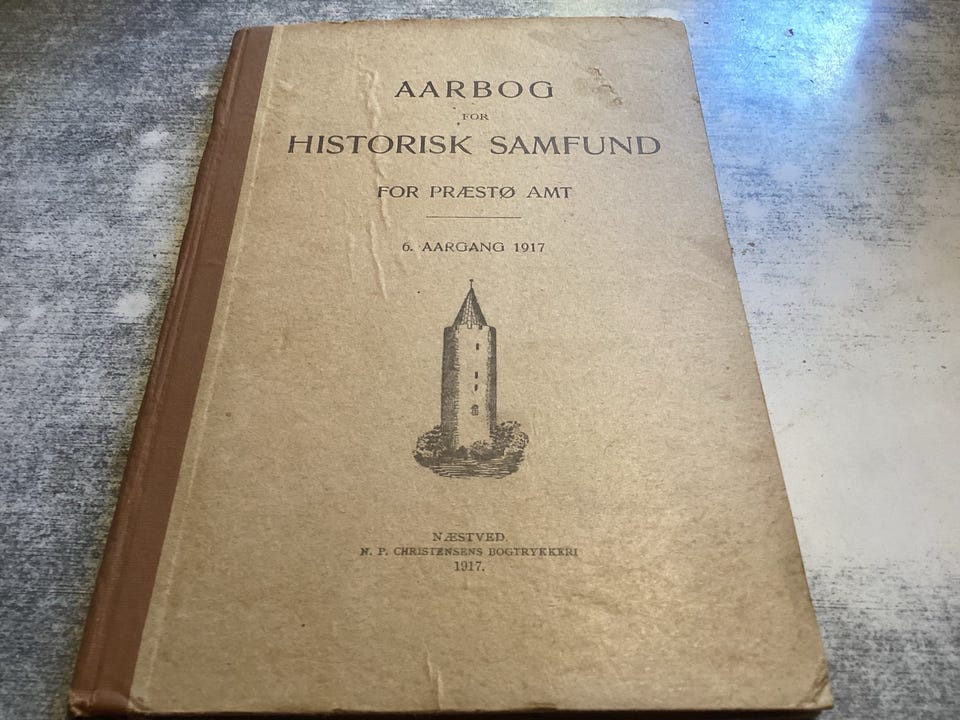 AARBOG
FOR
HISTORISK SAMFUND
FOR PRÆSTØ AMT
6. AARGANG 1917
NÆSTVED.
N. P. CHRISTENSENS BOGTRYKKERI
1917.